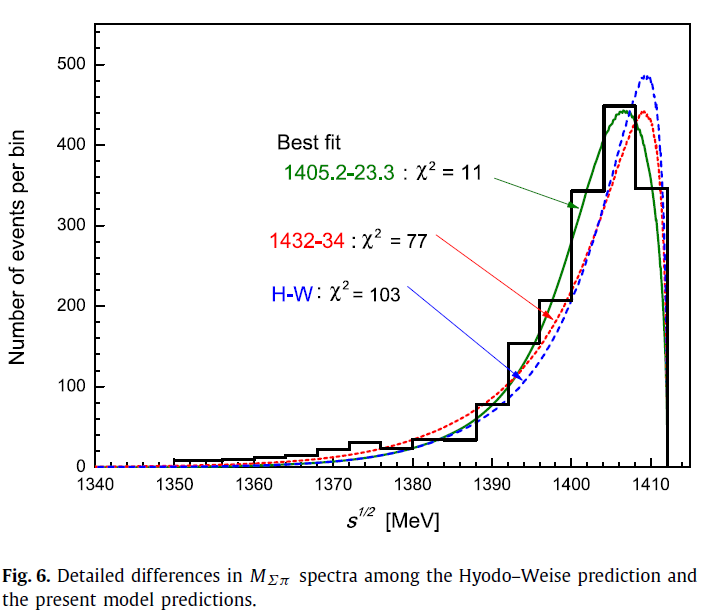 500
400
300
200
100
0
Number of events per bin
Best fit
1405.2-23.3 : χ² = 11
1432-34 : χ² = 77
H-W : χ² = 103
1340 1350 1360 1370 1380 1390 1400 1410
s^1/2 [MeV]
Fig. 6. Detailed differences in M_Σπ spectra among the Hyodo–Weise prediction and
the present model predictions.